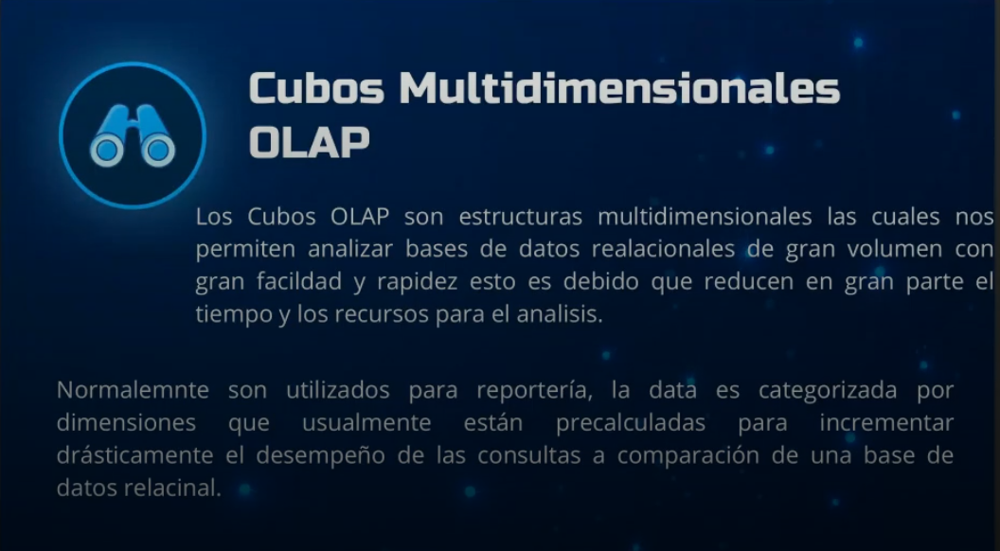 Cubos Multidimensionales
OLAP
Los Cubos OLAP son estructuras multidimensionales las cuales nos
permiten analizar bases de datos realacionales de gran volumen con
gran facildad y rapidez esto es debido que reducen en gran parte el
tiempo y los recursos para el analisis.
Normalemnte son utilizados para reportería, la data es categorizada por
dimensiones que usualmente están precalculadas para incrementar
drásticamente el desempeño de las consultas a comparación de una base de
datos relacinal.